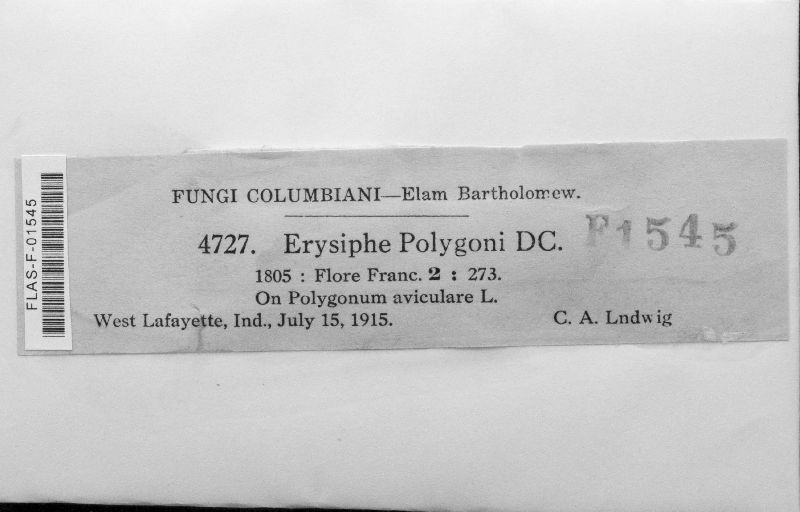 FUNGI COLUMBIANI—Elam Bartholomew.
4727. Erysiphe Polygoni DC.
F1545
1805 : Flore Franc. 2 : 273.
On Polygonum aviculare L.
West Lafayette, Ind., July 15, 1915. C. A. Lndwig
FLAS-F-01545